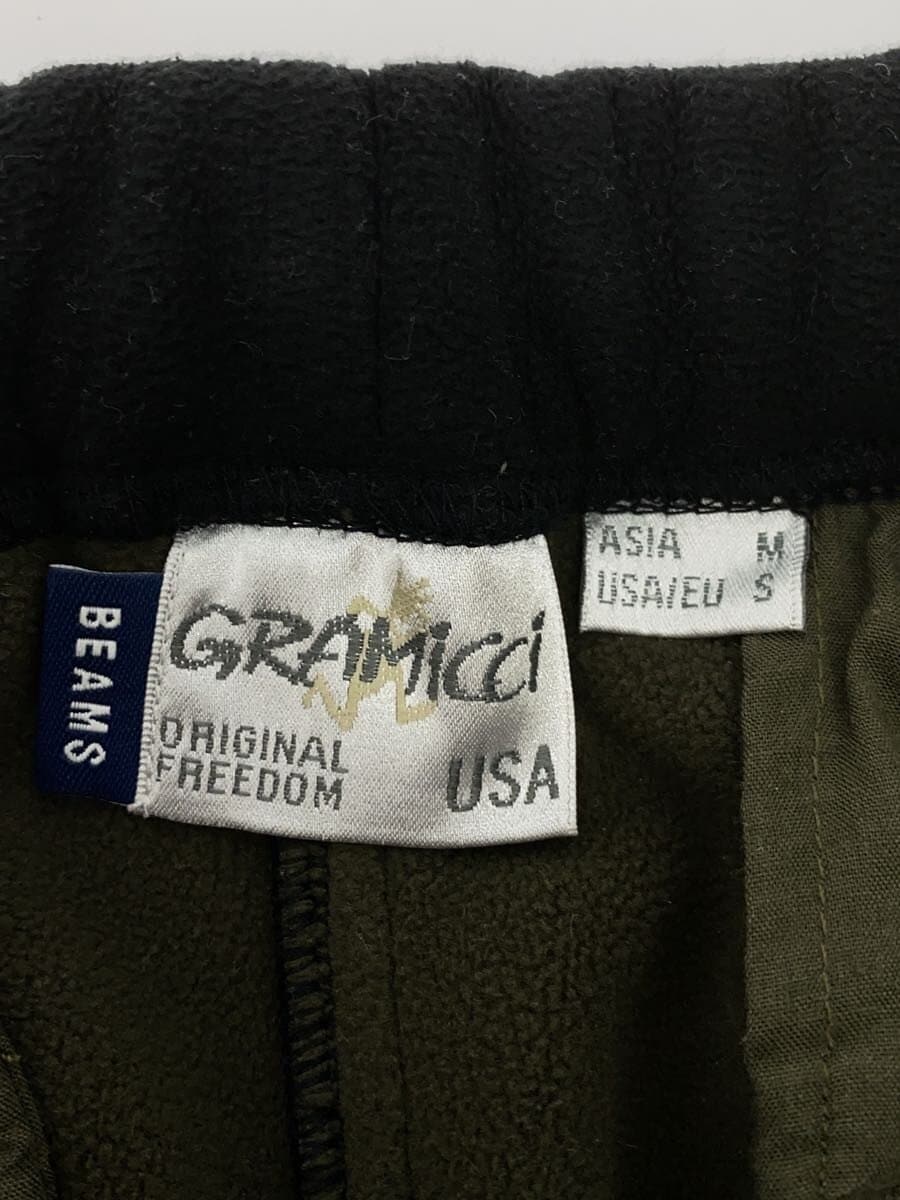 BEAMS
GRAMICCI
ORIGINAL
FREEDOM
USA
ASIA M
USA/EU S